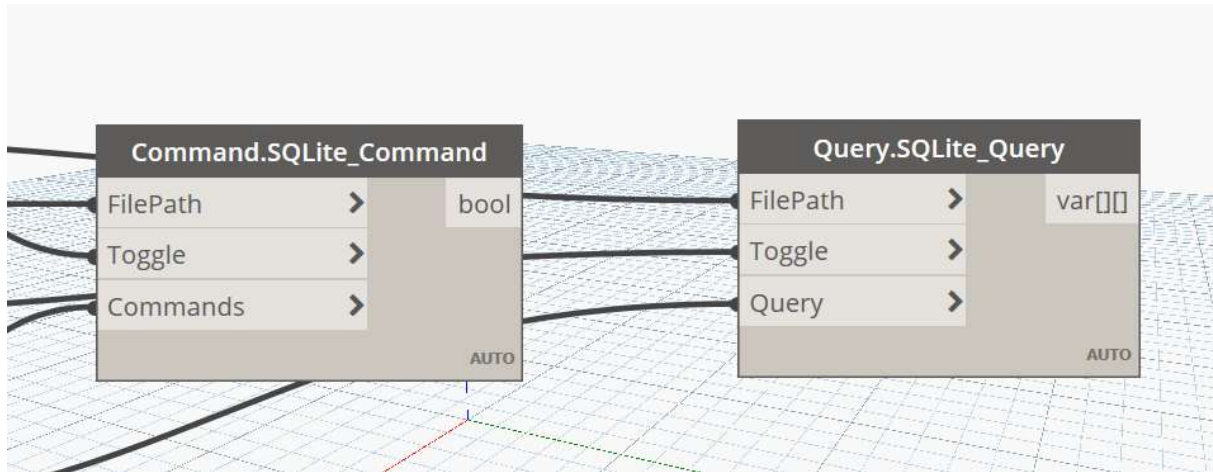 Command.SQLite_Command
FilePath
bool
Toggle
Commands
AUTO
Query.SQLite_Query
FilePath
var[][]
Toggle
Query
AUTO